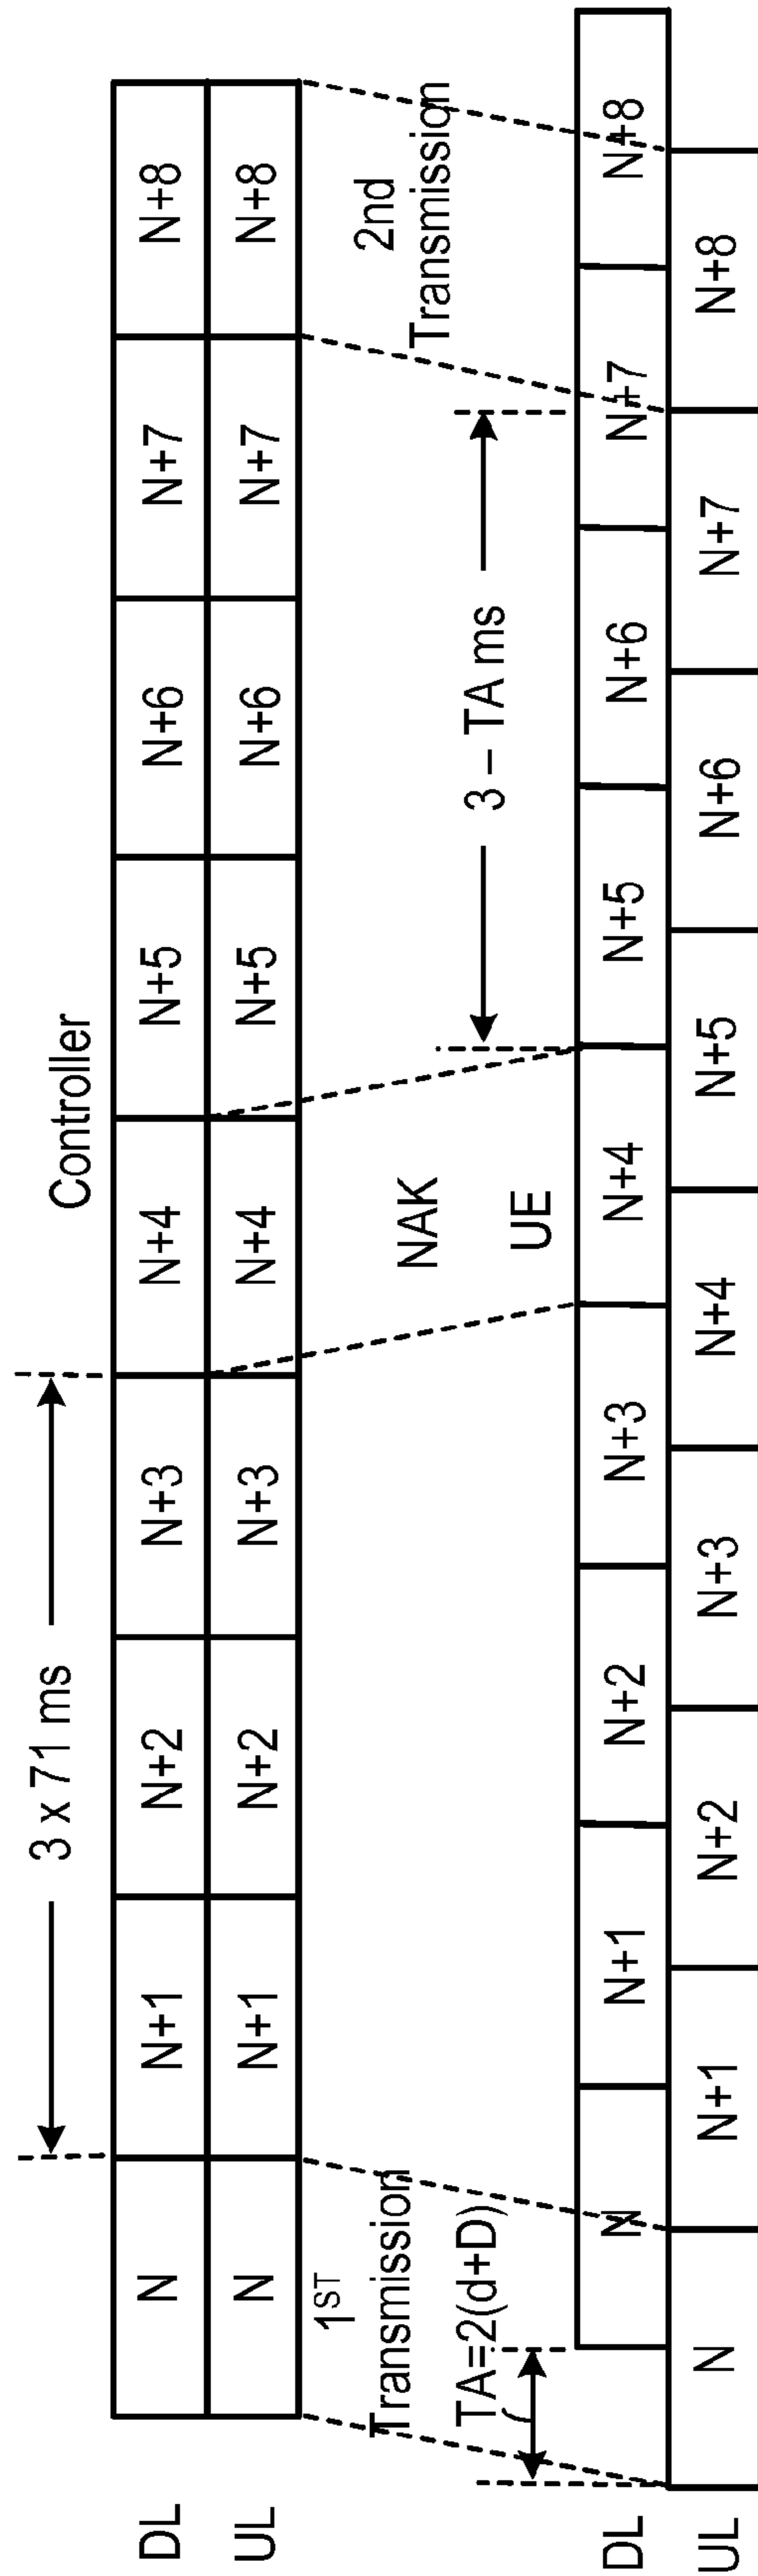 Controller
3 x 71 ms
DL N N+1 N+2 N+3 N+4 N+5 N+6 N+7 N+8
UL N N+1 N+2 N+3 N+4 N+5 N+6 N+7 N+8
1ST
Transmission
2nd
Transmission
NAK
TA=2(d+D)
3 – TA ms
UE
DL N N+1 N+2 N+3 N+4 N+5 N+6 N+7 N+8
UL N N+1 N+2 N+3 N+4 N+5 N+6 N+7 N+8